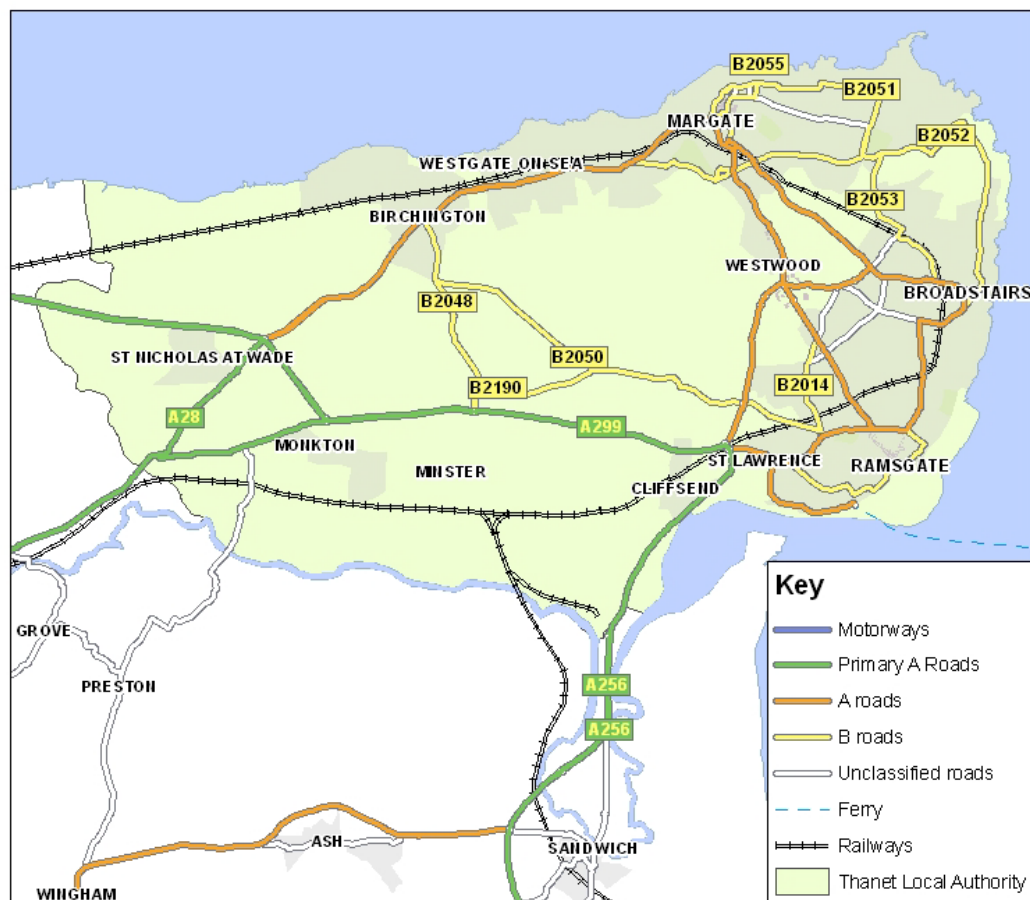 B2055
B2051
MARGATE
B2052
WESTGATE ON SEA
B2053
BIRCHINGTON
WESTWOOD
BROADSTAIRS
B2048
ST NICHOLAS AT WADE
B2050
B2190
B2014
A28
A299
MONKTON
MINSTER
ST LAWRENCE
RAMSGATE
CLIFFSEND
GROVE
PRESTON
A256
A256
ASH
SANDWICH
WINGHAM
Key
Motorways
Primary A Roads
A roads
B roads
Unclassified roads
Ferry
Railways
Thanet Local Authority